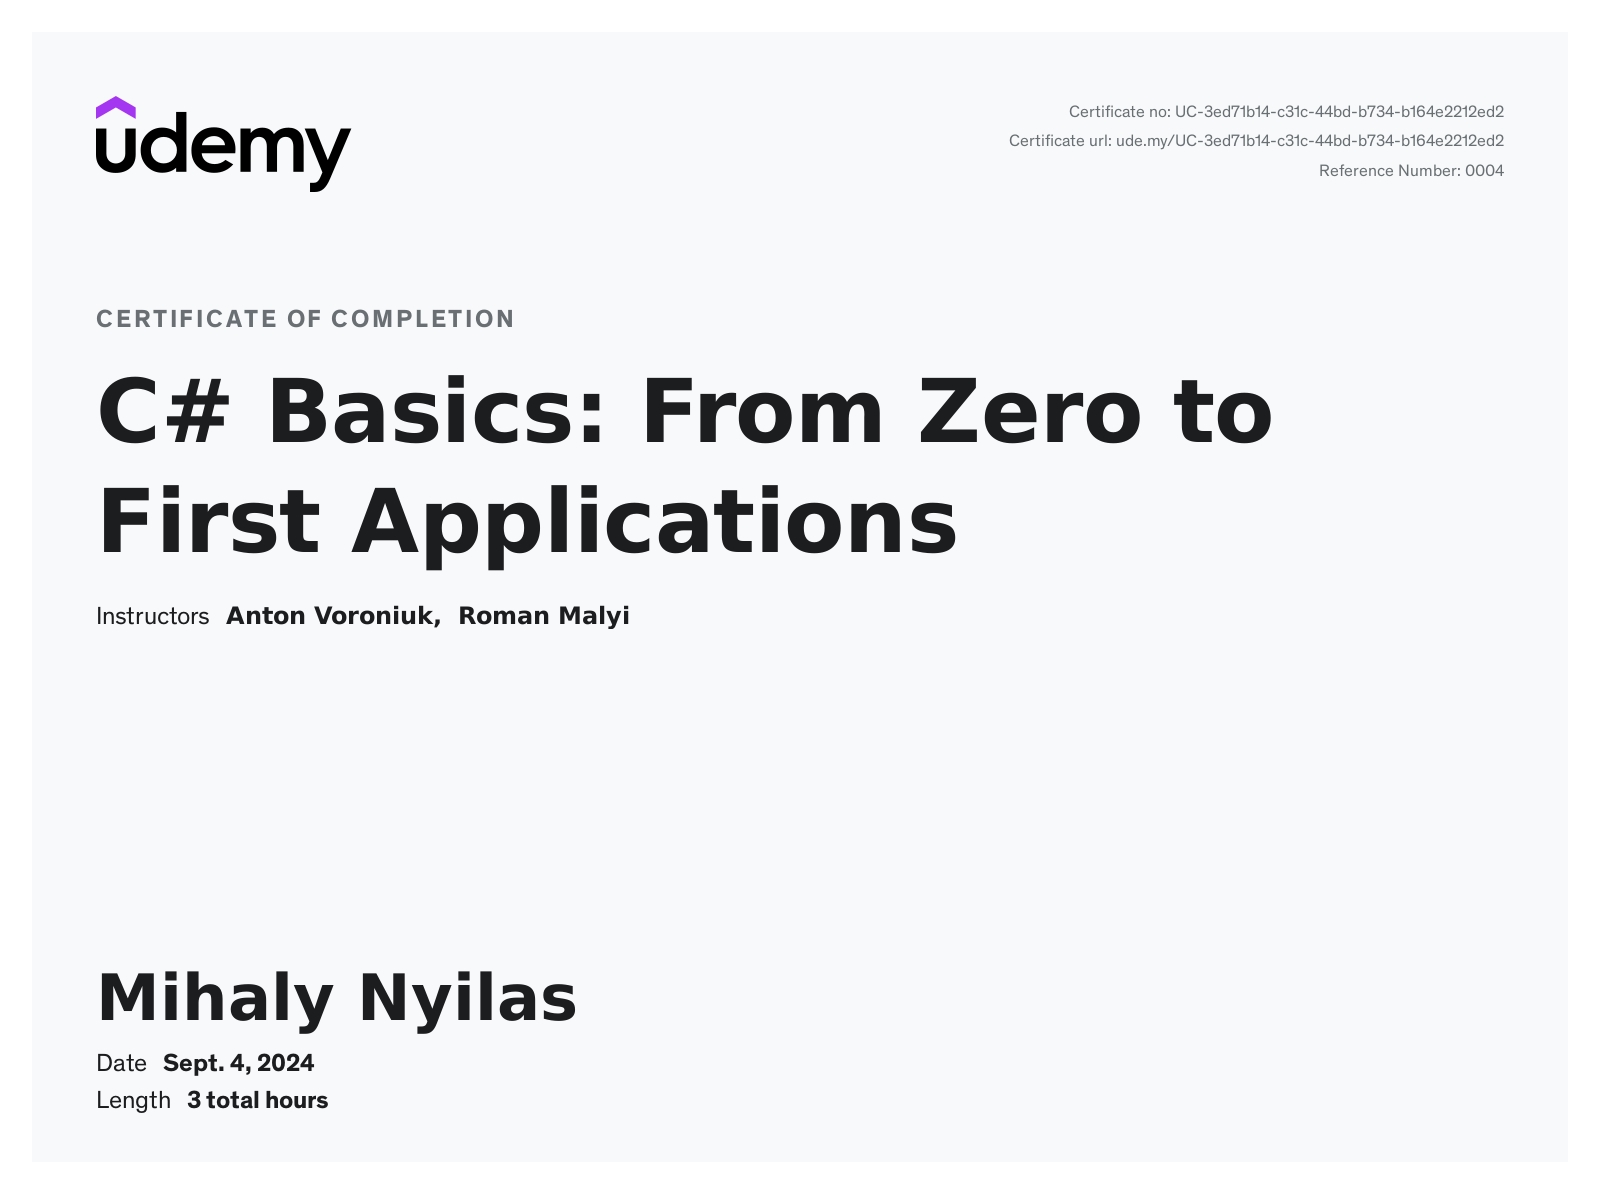 udemy
Certificate no: UC-3ed71b14-c31c-44bd-b734-b164e2212ed2
Certificate url: ude.my/UC-3ed71b14-c31c-44bd-b734-b164e2212ed2
Reference Number: 0004
CERTIFICATE OF COMPLETION
C# Basics: From Zero to
First Applications
Instructors Anton Voroniuk, Roman Malyi
Mihaly Nyilas
Date Sept. 4, 2024
Length 3 total hours